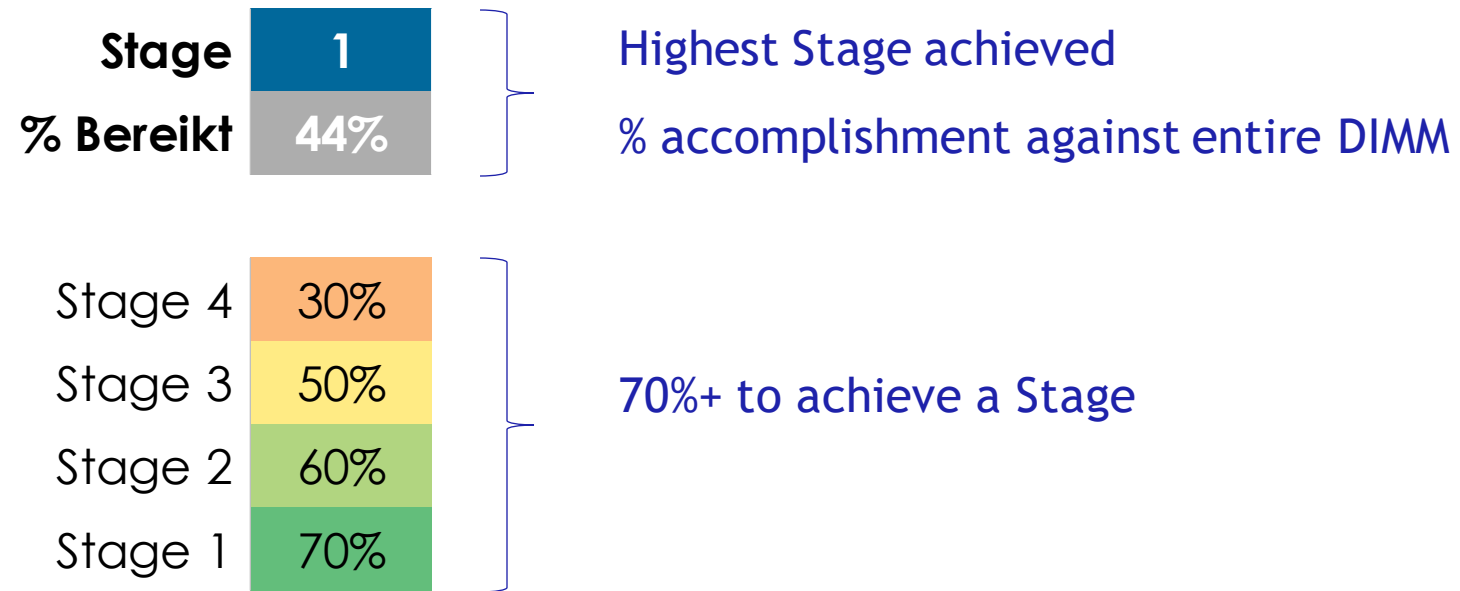 Stage 1 Highest Stage achieved
% Bereikt 44% % accomplishment against entire DIMM
Stage 4 30%
Stage 3 50%
70%+ to achieve a Stage
Stage 2 60%
Stage 1 70%